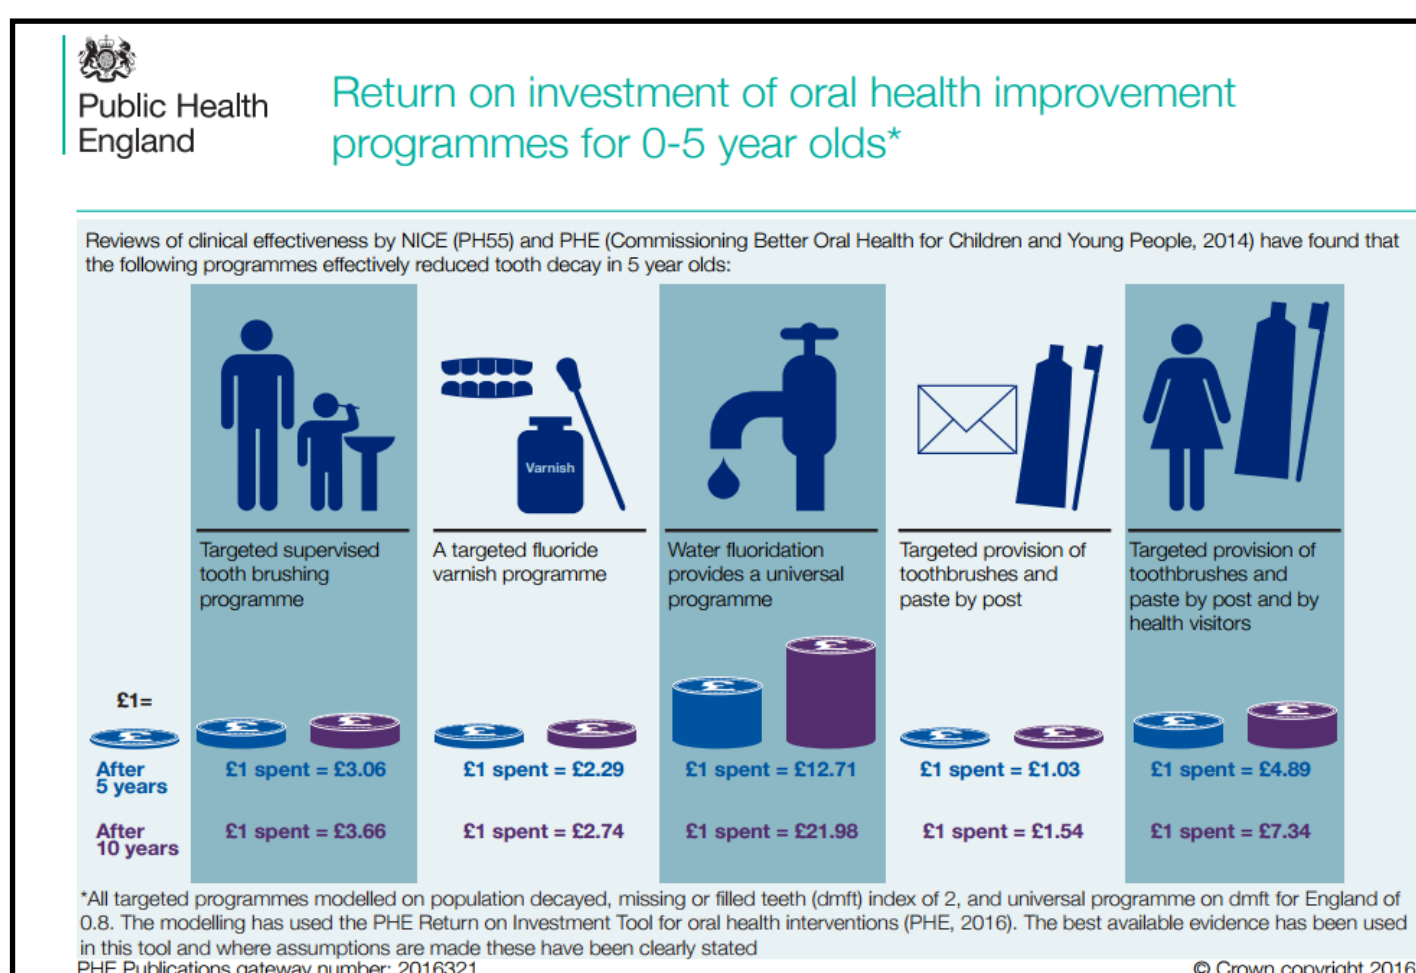 Public Health
England
Return on investment of oral health improvement
programmes for 0-5 year olds*
Reviews of clinical effectiveness by NICE (PH55) and PHE (Commissioning Better Oral Health for Children and Young People, 2014) have found that
the following programmes effectively reduced tooth decay in 5 year olds:
Varnish
Targeted supervised
tooth brushing
programme
A targeted fluoride
varnish programme
Water fluoridation
provides a universal
programme
Targeted provision of
toothbrushes and
paste by post
Targeted provision of
toothbrushes and
paste by post and by
health visitors
£1=
£
£
£
£
£
£
£
£
£
£
£
After
5 years
£1 spent = £3.06
£1 spent = £2.29
£1 spent = £12.71
£1 spent = £1.03
£1 spent = £4.89
After
10 years
£1 spent = £3.66
£1 spent = £2.74
£1 spent = £21.98
£1 spent = £1.54
£1 spent = £7.34
*All targeted programmes modelled on population decayed, missing or filled teeth (dmft) index of 2, and universal programme on dmft for England of
0.8. The modelling has used the PHE Return on Investment Tool for oral health interventions (PHE, 2016). The best available evidence has been used
in this tool and where assumptions are made these have been clearly stated
PHE Publications gateway number: 2016321
© Crown copyright 2016